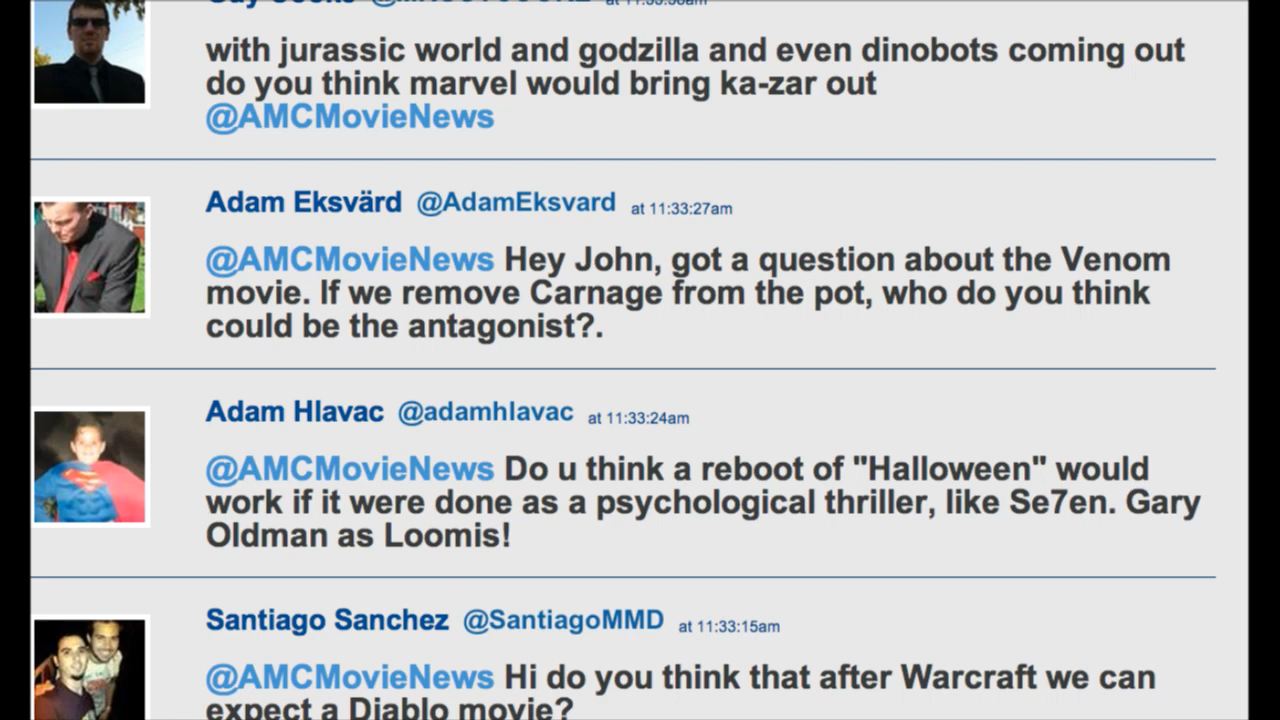 with jurassic world and godzilla and even dinobots coming out
do you think marvel would bring ka-zar out
@AMCMovieNews
Adam Eksvärd @AdamEksvard at 11:33:27am
@AMCMovieNews Hey John, got a question about the Venom
movie. If we remove Carnage from the pot, who do you think
could be the antagonist?.
Adam Hlavac @adamhlavac at 11:33:24am
@AMCMovieNews Do u think a reboot of "Halloween" would
work if it were done as a psychological thriller, like Se7en. Gary
Oldman as Loomis!
Santiago Sanchez @SantiagoMMD at 11:33:15am
@AMCMovieNews Hi do you think that after Warcraft we can
expect a Diablo movie?